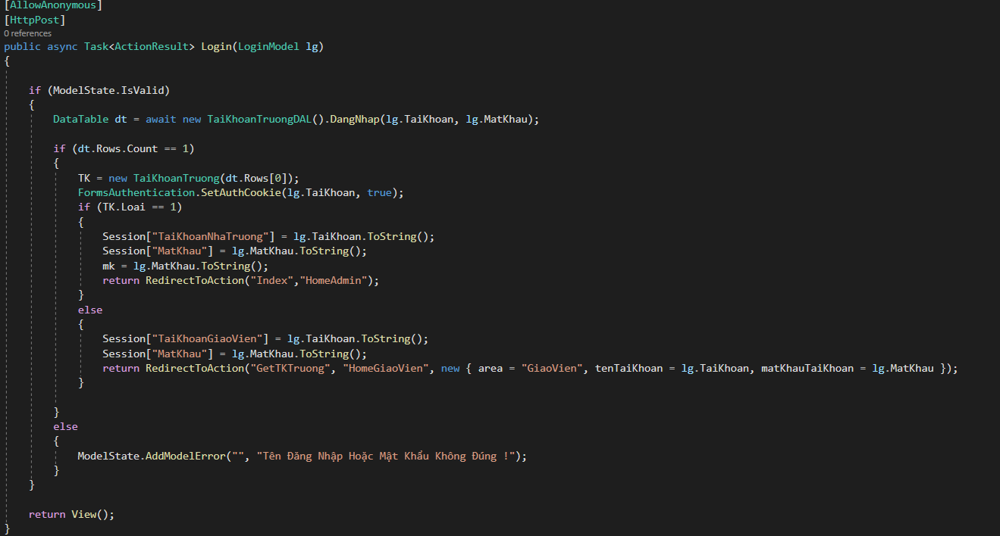 [AllowAnonymous]
[HttpPost]
0 references
public async Task<ActionResult> Login(LoginModel lg)
{
if (ModelState.IsValid)
{
DataTable dt = await new TaiKhoanTruongDAL().DangNhap(lg.TaiKhoan, lg.MatKhau);
if (dt.Rows.Count == 1)
{
TK = new TaiKhoanTruong(dt.Rows[0]);
FormsAuthentication.SetAuthCookie(lg.TaiKhoan, true);
if (TK.Loai == 1)
{
Session["TaiKhoanNhaTruong"] = lg.TaiKhoan.ToString();
Session["MatKhau"] = lg.MatKhau.ToString();
mk = lg.MatKhau.ToString();
return RedirectToAction("Index","HomeAdmin");
}
else
{
Session["TaiKhoanGiaoVien"] = lg.TaiKhoan.ToString();
Session["MatKhau"] = lg.MatKhau.ToString();
return RedirectToAction("GetTKTruong", "HomeGiaoVien", new { area = "GiaoVien", tenTaiKhoan = lg.TaiKhoan, matKhauTaiKhoan = lg.MatKhau });
}
}
else
{
ModelState.AddModelError("", "Tên Đăng Nhập Hoặc Mật Khẩu Không Đúng !");
}
}
return View();
}